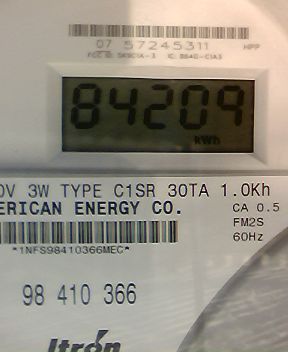 07 57245311 HPP
84209
kWh
0V 3W TYPE C1SR 30TA 1.0Kh
ERICAN ENERGY CO. CA 0.5
FM2S
60Hz
*1NFS98410366MEC*
98 410 366
Itron